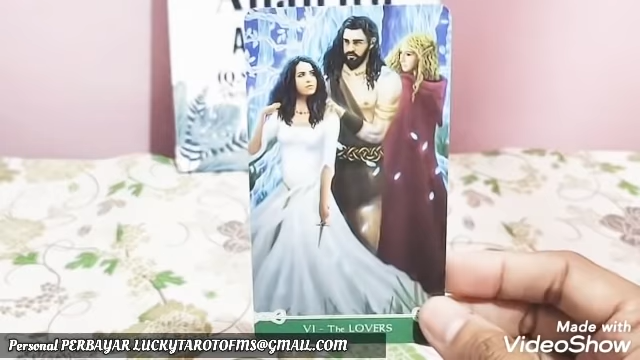 VI - The LOVERS
Made with
VideoShow
Personal PERBAYAR LUCKYTAROTOFMS@GMAIL.COM